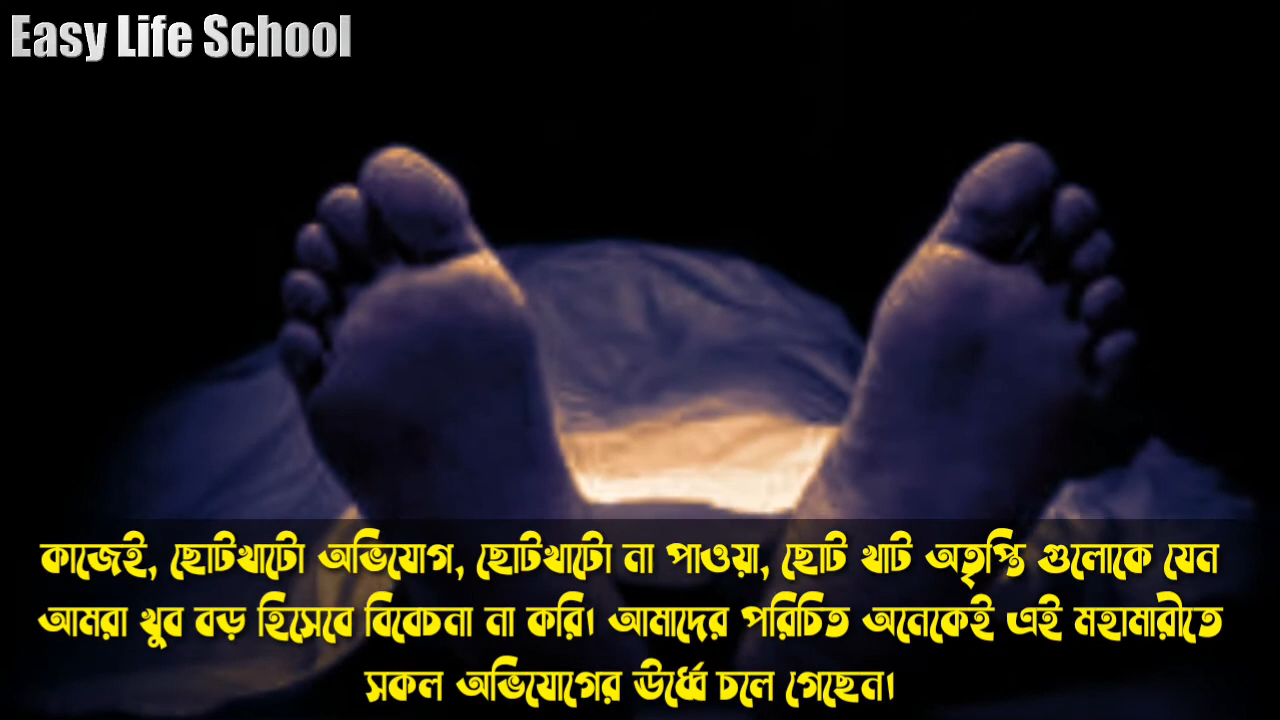 Easy Life School
কাজেই, ছোটখাটো অভিযোগ, ছোটখাটো না পাওয়া, ছোট খাট অতৃপ্তি গুলোকে যেন
আমরা খুব বড় হিসেবে বিবেচনা না করি। আমাদের পরিচিত অনেকেই এই মহামারীতে
সকল অভিযোগের উর্ধ্বে চলে গেছেন।